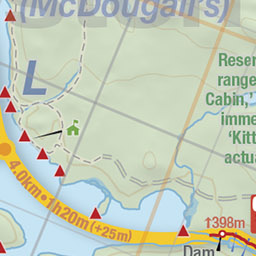 (McDougall's)
L
Reser
range
Cabin,'
imme
'Kitt
actua
4.0km•1h20m (+25m)
†398m
Dam